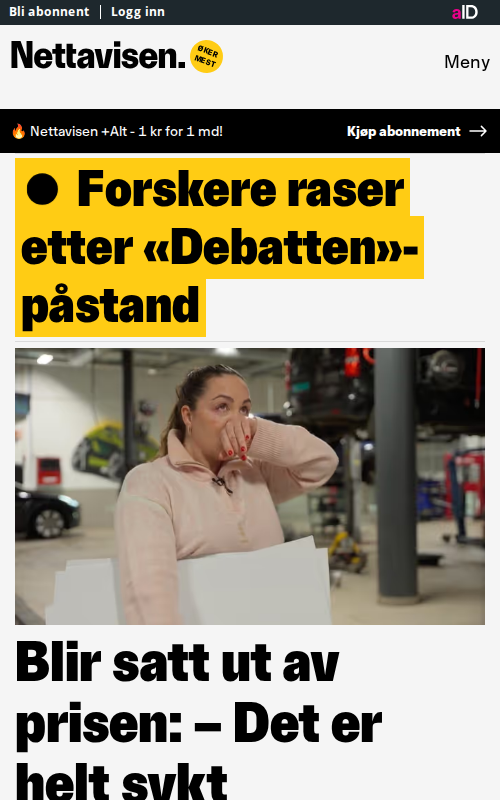 Bli abonnent | Logg inn
aID
Nettavisen.
ØKER
MEST
Meny
🔥 Nettavisen +Alt - 1 kr for 1 md!
Kjøp abonnement →
● Forskere raser
etter «Debatten»-
påstand
Blir satt ut av
prisen: – Det er
helt sykt